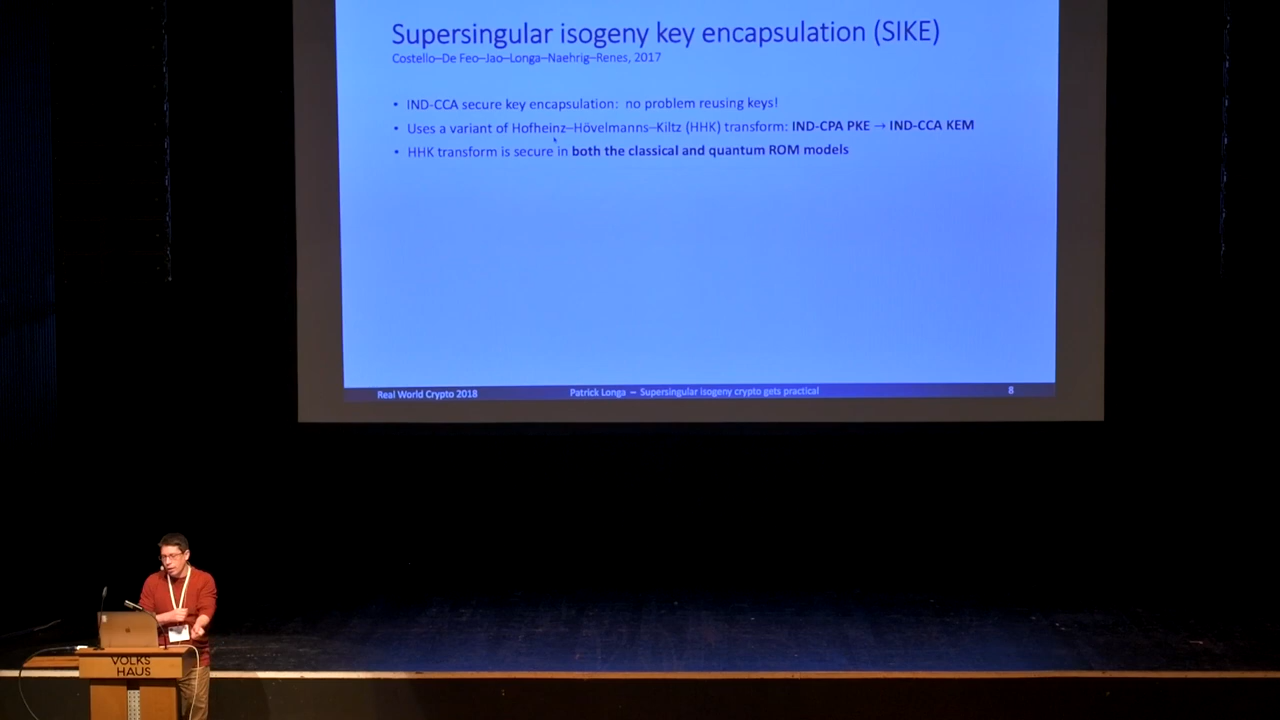 Supersingular isogeny key encapsulation (SIKE)
Costello–De Feo–Jao–Longa–Naehrig–Renes, 2017
• IND-CCA secure key encapsulation: no problem reusing keys!
• Uses a variant of Hofheinz–Hövelmanns–Kiltz (HHK) transform: IND-CPA PKE → IND-CCA KEM
• HHK transform is secure in both the classical and quantum ROM models
Real World Crypto 2018 Patrick Longa – Supersingular isogeny crypto gets practical 8
VOLKS
HAUS